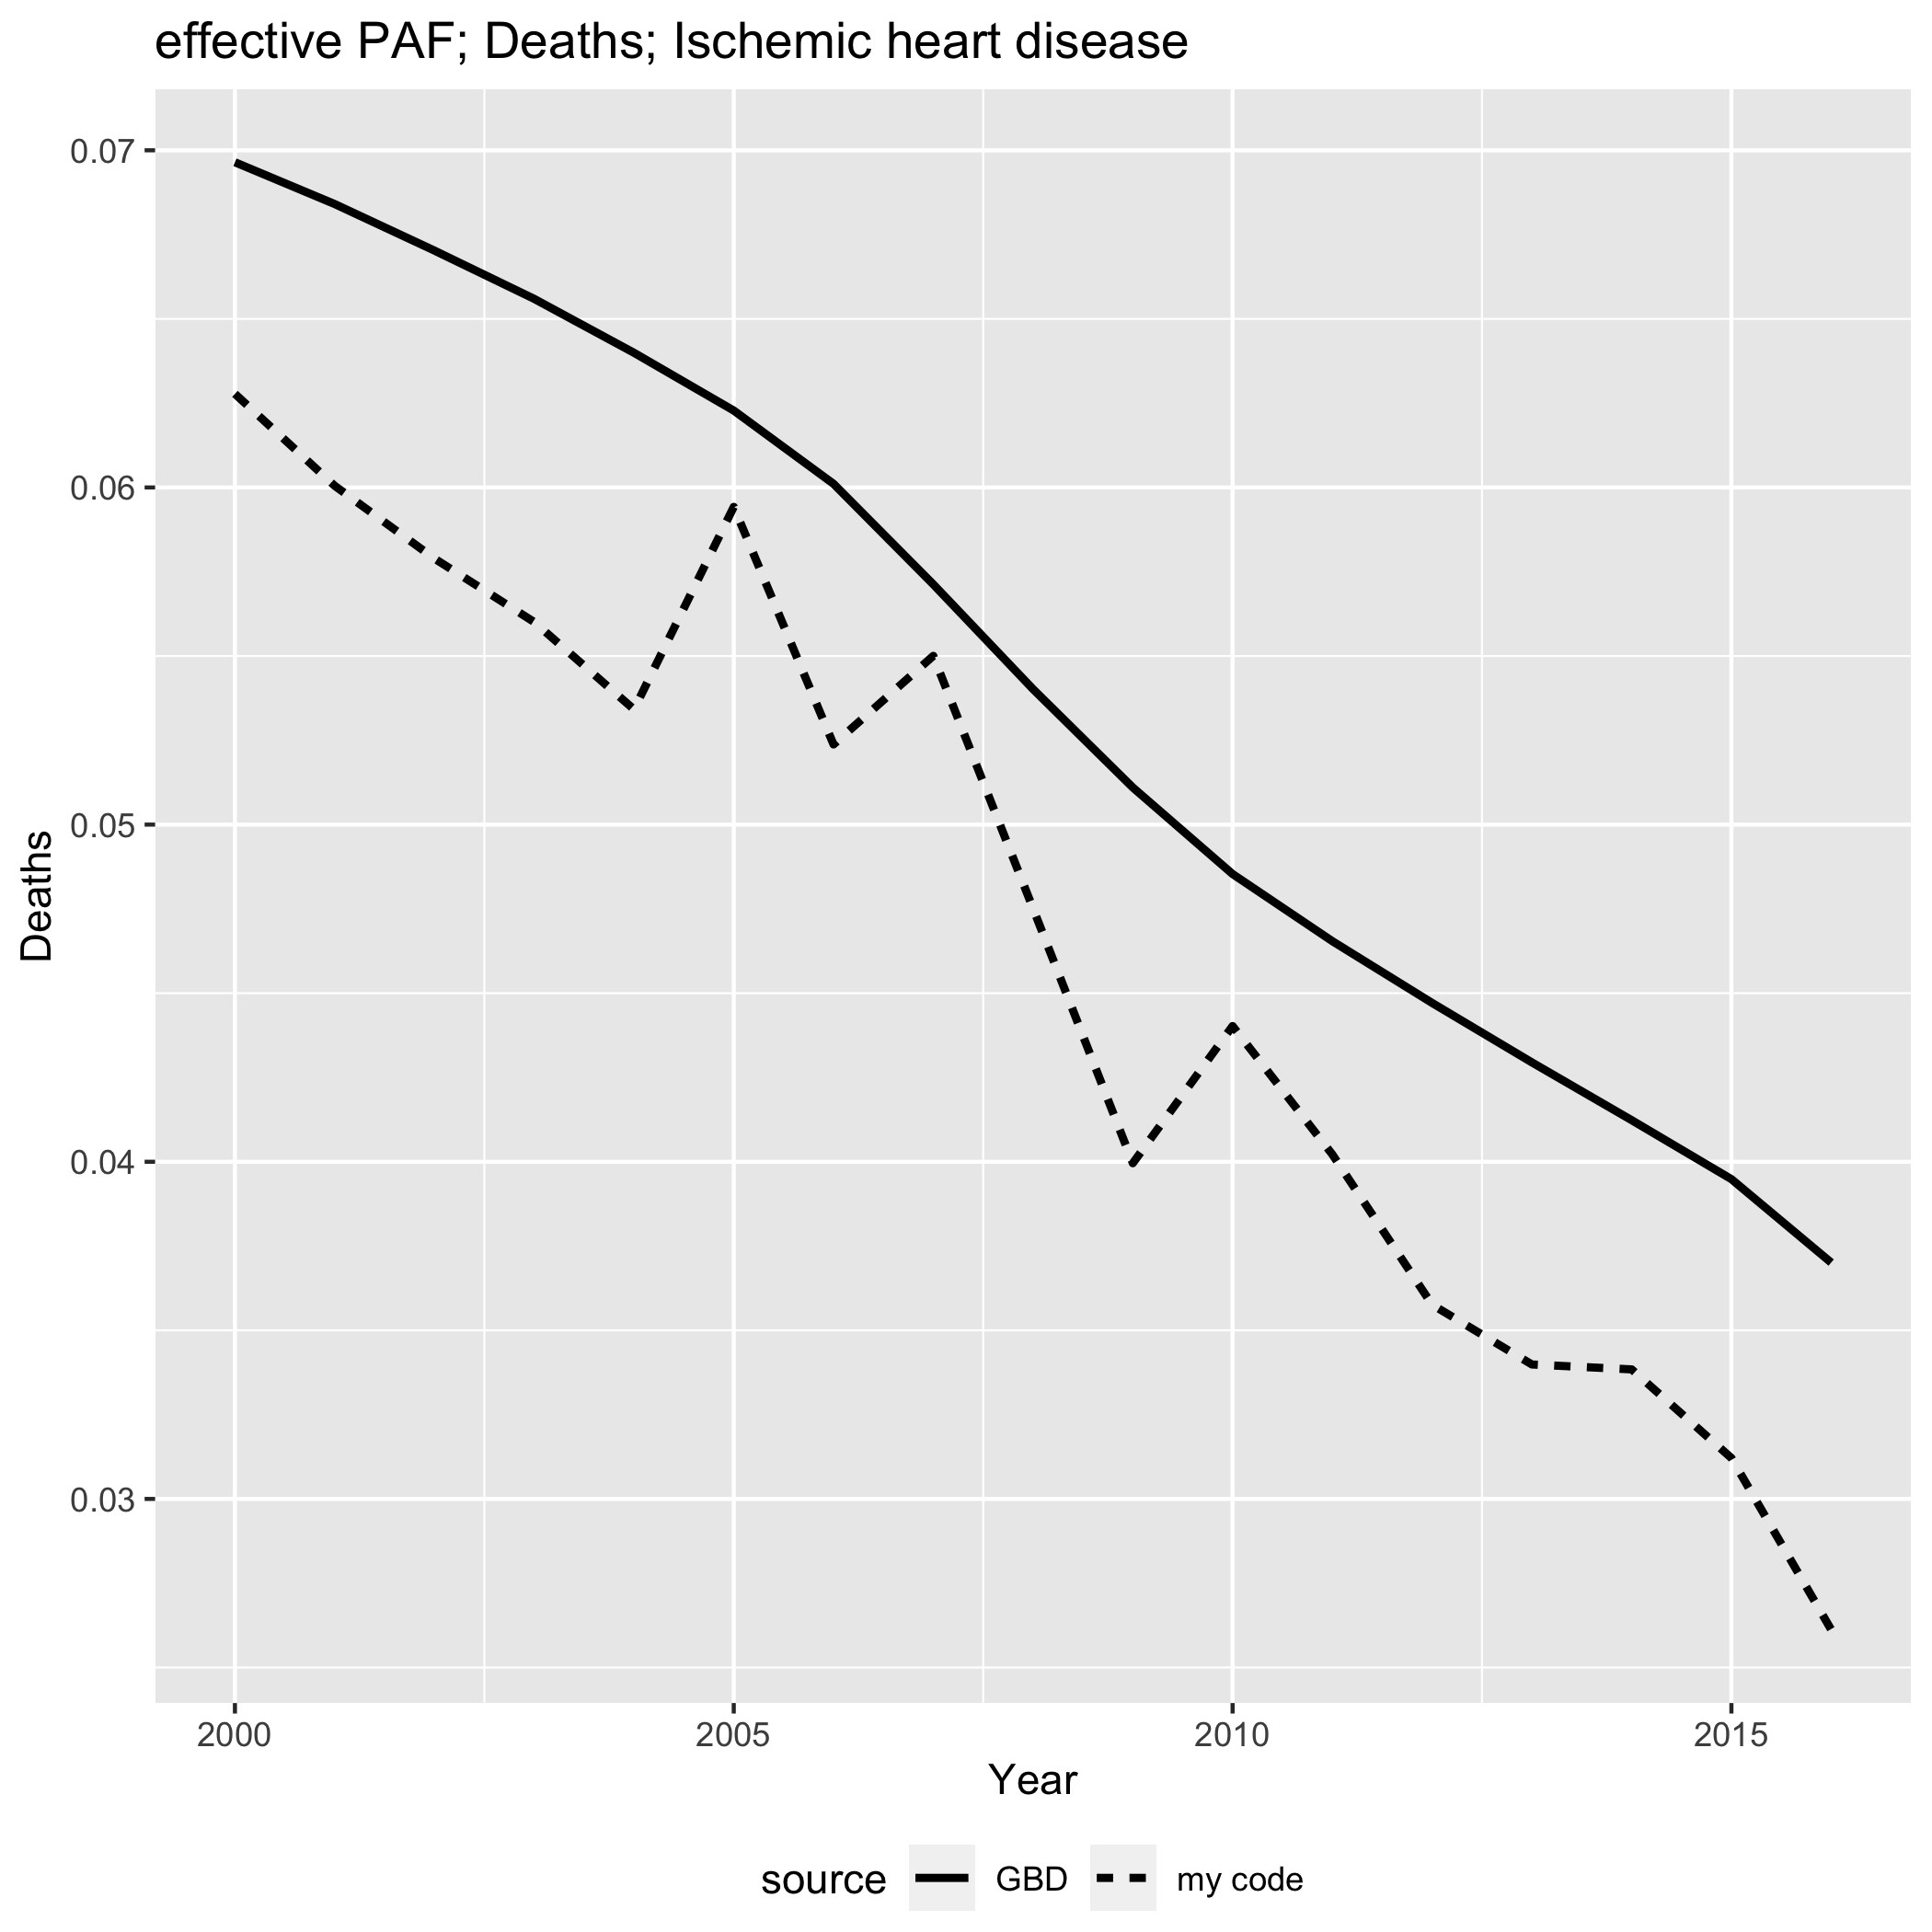 effective PAF; Deaths; Ischemic heart disease
0.07
0.06
0.05
0.04
0.03
Deaths
2000 2005 2010 2015
Year
source GBD my code